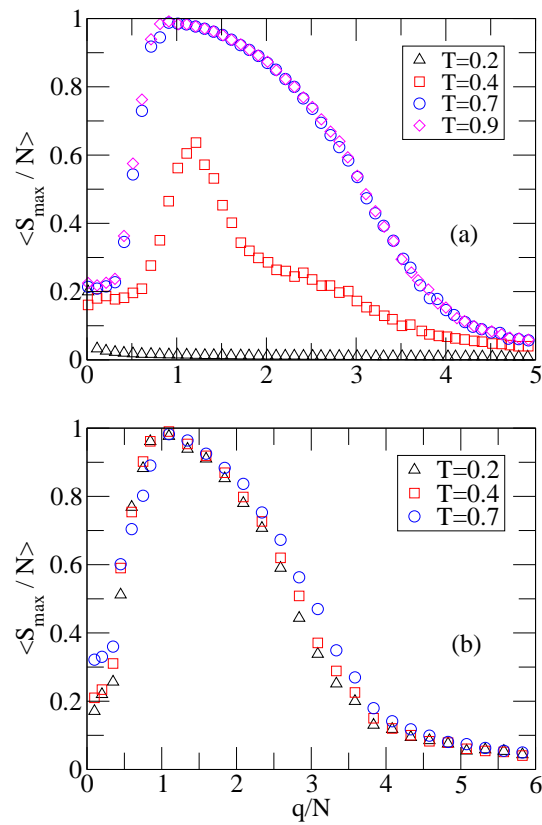 1
0.8
0.6
0.4
0.2
0
<S_max / N>
T=0.2
T=0.4
T=0.7
T=0.9
(a)
0 1 2 3 4 5
1
0.8
0.6
0.4
0.2
0
<S_max / N>
T=0.2
T=0.4
T=0.7
(b)
0 1 2 3 4 5 6
q/N